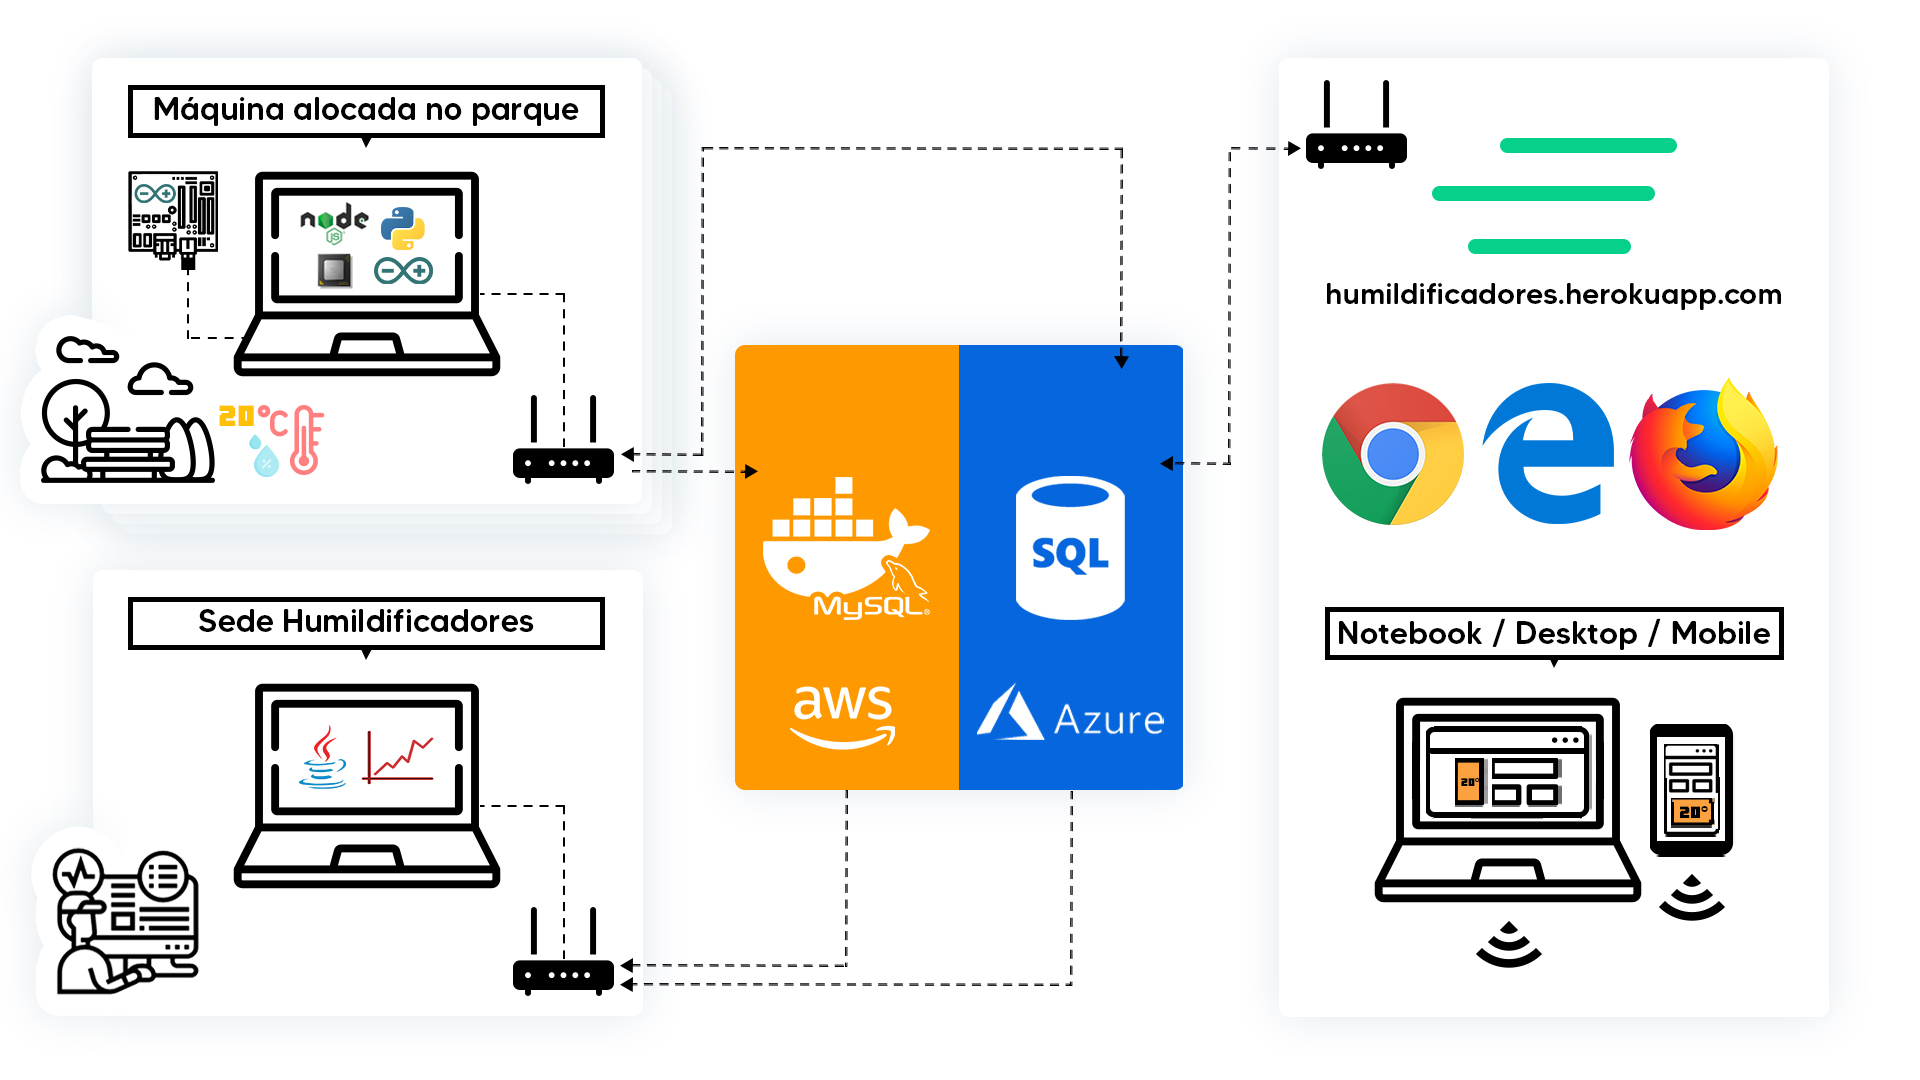 Máquina alocada no parque
node
JS
20°C
%
Sede Humildificadores
MySQL®
aws
SQL
Azure
humildificadores.herokuapp.com
Notebook / Desktop / Mobile
20°
20°